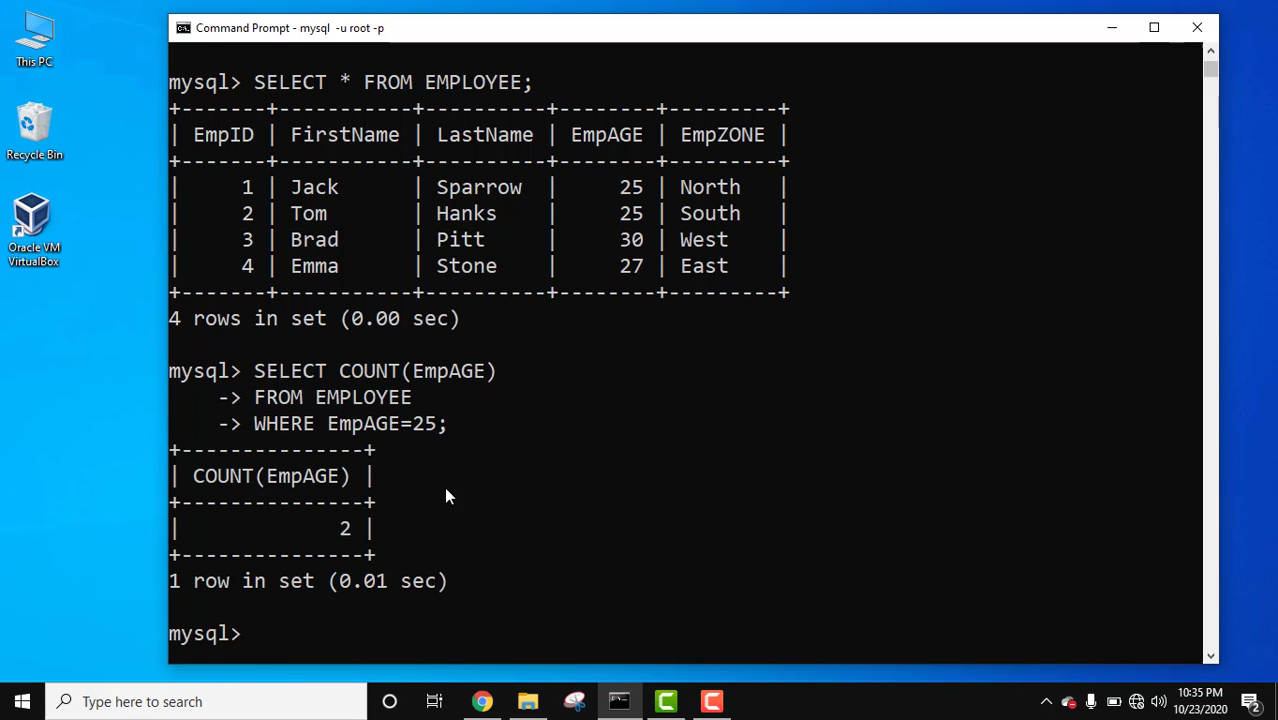 This PC
Recycle Bin
Oracle VM
VirtualBox
Command Prompt - mysql  -u root -p
mysql> SELECT * FROM EMPLOYEE;
+-------+-----------+----------+--------+---------+
| EmpID | FirstName | LastName | EmpAGE | EmpZONE |
+-------+-----------+----------+--------+---------+
|     1 | Jack      | Sparrow  |     25 | North   |
|     2 | Tom       | Hanks    |     25 | South   |
|     3 | Brad      | Pitt     |     30 | West    |
|     4 | Emma      | Stone    |     27 | East    |
+-------+-----------+----------+--------+---------+
4 rows in set (0.00 sec)
mysql> SELECT COUNT(EmpAGE)
    -> FROM EMPLOYEE
    -> WHERE EmpAGE=25;
+---------------+
| COUNT(EmpAGE) |
+---------------+
|             2 |
+---------------+
1 row in set (0.01 sec)
mysql>
Type here to search
10:35 PM
10/23/2020
2